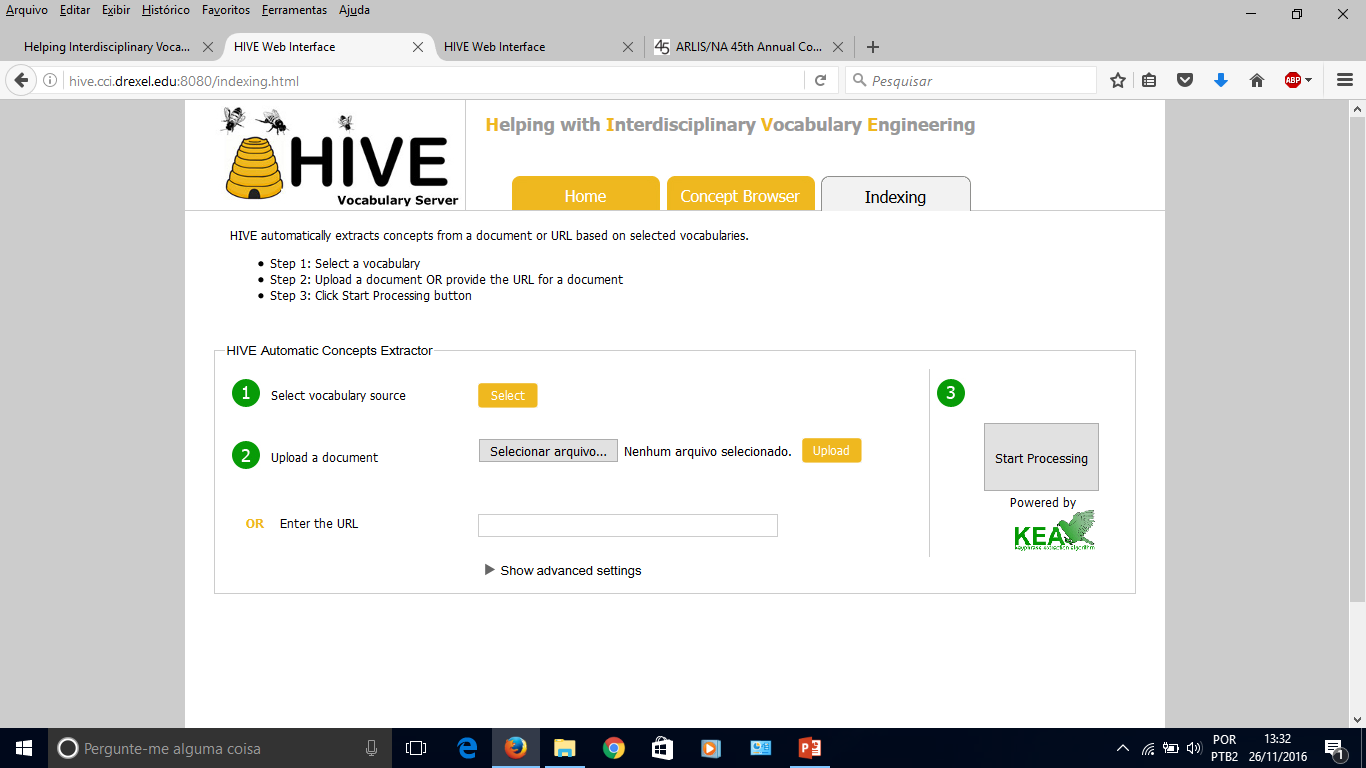 Arquivo Editar Exibir Histórico Favoritos Ferramentas Ajuda
Helping Interdisciplinary Voca...
HIVE Web Interface
HIVE Web Interface
45 ARLIS/NA 45th Annual Co...
hive.cci.drexel.edu:8080/indexing.html
Pesquisar
ABP
HIVE
Vocabulary Server
Helping with Interdisciplinary Vocabulary Engineering
Home
Concept Browser
Indexing
HIVE automatically extracts concepts from a document or URL based on selected vocabularies.
Step 1: Select a vocabulary
Step 2: Upload a document OR provide the URL for a document
Step 3: Click Start Processing button
HIVE Automatic Concepts Extractor
1 Select vocabulary source
Select
2 Upload a document
Selecionar arquivo... Nenhum arquivo selecionado.
Upload
OR Enter the URL
Show advanced settings
3
Start Processing
Powered by
KEA
keyphrase extraction algorithm
Pergunte-me alguma coisa
POR
PTB2
13:32
26/11/2016
1